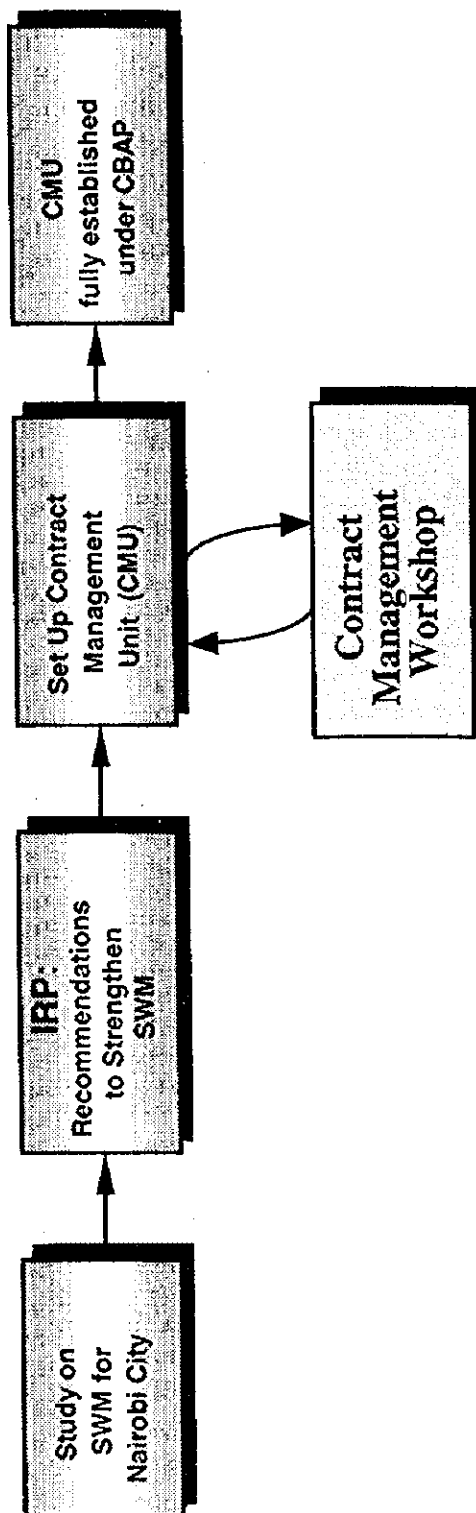 Study on
SWM for
Nairobi City
IRP:
Recommendations
to Strengthen
SWM
Set Up Contract
Management
Unit (CMU)
Contract
Management
Workshop
CMU
fully established
under CBAP